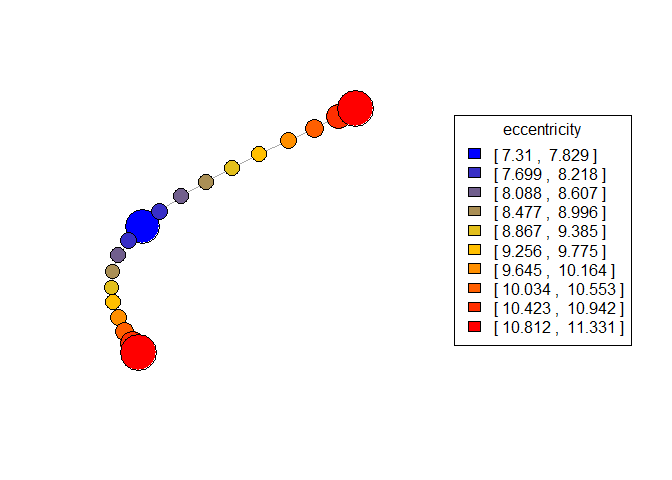 eccentricity
[ 7.31 ,  7.829 ]
[ 7.699 ,  8.218 ]
[ 8.088 ,  8.607 ]
[ 8.477 ,  8.996 ]
[ 8.867 ,  9.385 ]
[ 9.256 ,  9.775 ]
[ 9.645 ,  10.164 ]
[ 10.034 ,  10.553 ]
[ 10.423 ,  10.942 ]
[ 10.812 ,  11.331 ]